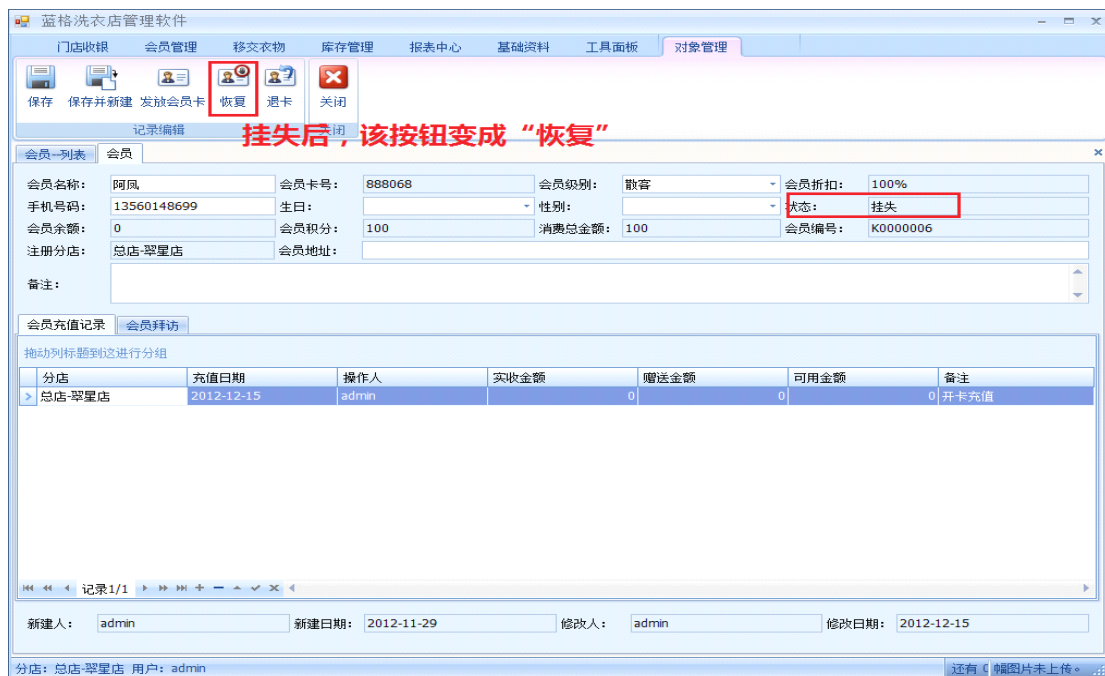 蓝格洗衣店管理软件
门店收银 会员管理 移交衣物 库存管理 报表中心 基础资料 工具面板 对象管理
保存 保存并新建 发放会员卡 恢复 退卡 关闭
记录编辑 关闭
挂失后，该按钮变成“恢复”
会员--列表 会员
会员名称: 阿凤 会员卡号: 888068 会员级别: 散客 会员折扣: 100%
手机号码: 13560148699 生日: 性别: 状态: 挂失
会员余额: 0 会员积分: 100 消费总金额: 100 会员编号: K0000006
注册分店: 总店-翠星店 会员地址:
备注:
会员充值记录 会员拜访
拖动列标题到这进行分组
分店 充值日期 操作人 实收金额 赠送金额 可用金额 备注
总店-翠星店 2012-12-15 admin 0 0 0 开卡充值
记录1/1
新建人: admin 新建日期: 2012-11-29 修改人: admin 修改日期: 2012-12-15
分店: 总店-翠星店 用户: admin 还有 幅图片未上传。